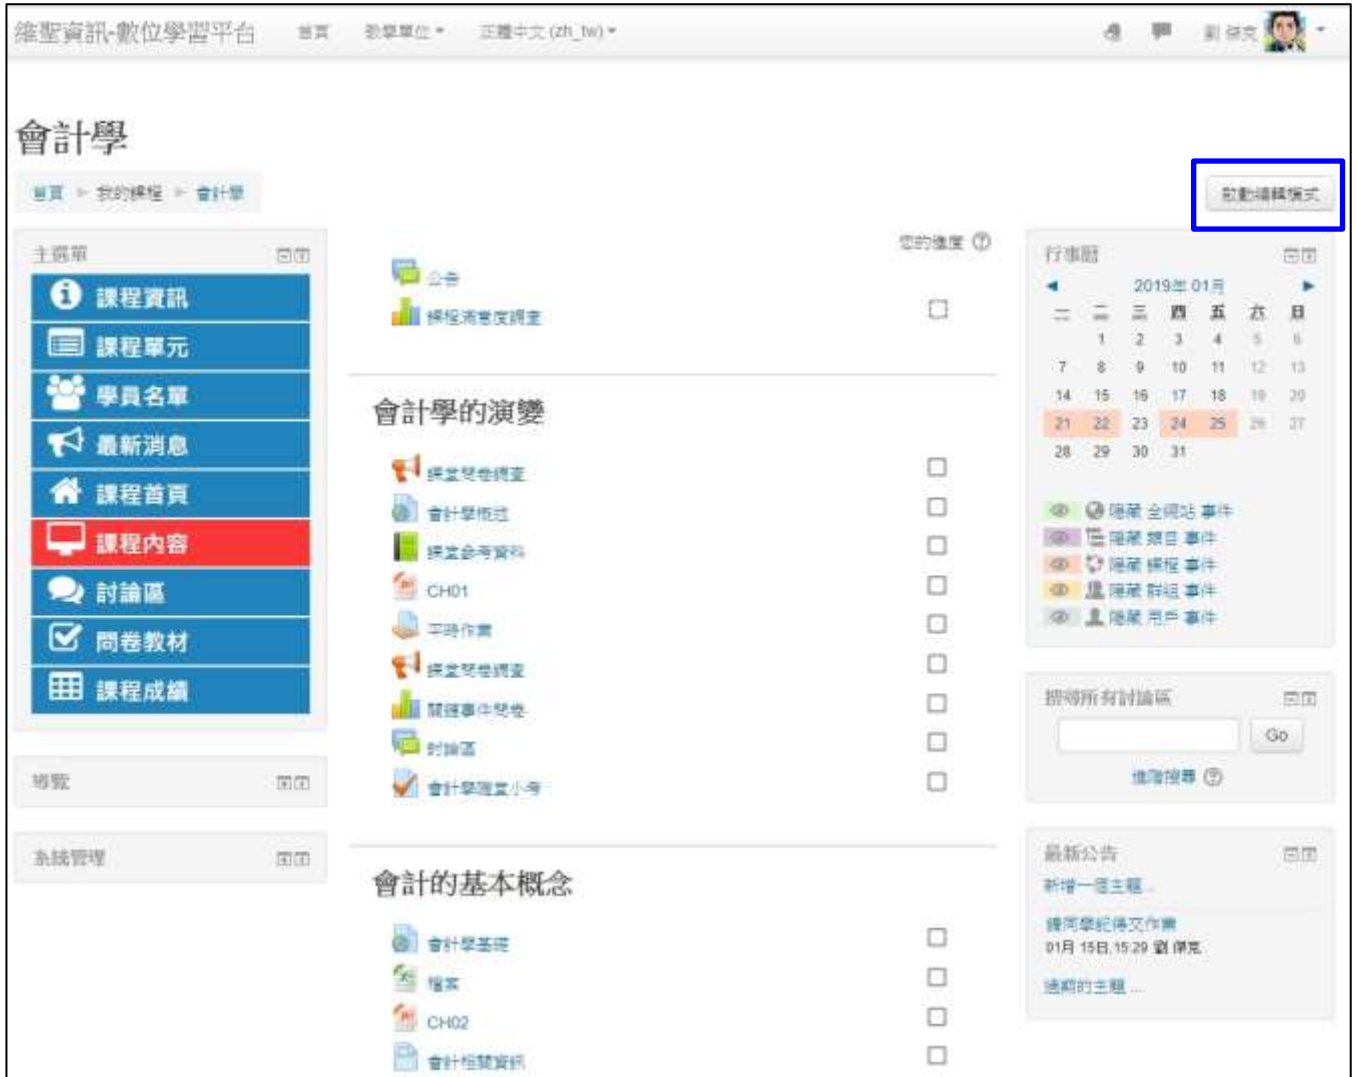 維聖資訊-數位學習平台 首頁 教學單位 正體中文 (zh_tw) 劉 傑克
會計學
首頁 ► 我的課程 ► 會計學
啟動編輯模式
主選單
課程資訊
課程單元
學員名單
最新消息
課程首頁
課程內容
討論區
問卷教材
課程成績
導覽
系統管理
您的進度
公告
課程滿意度調查
會計學的演變
課堂問卷調查
會計學概述
課堂參考資料
CH01
平時作業
課堂問卷調查
關鍵事件問卷
討論區
會計學隨堂小考
會計的基本概念
會計學基礎
檔案
CH02
會計相關資訊
行事曆
◄ 2019年 01月 ►
一 二 三 四 五 六 日
1 2 3 4 5 6
7 8 9 10 11 12 13
14 15 16 17 18 19 20
21 22 23 24 25 26 27
28 29 30 31
隱藏 全網站 事件
隱藏 類目 事件
隱藏 課程 事件
隱藏 群組 事件
隱藏 用戶 事件
搜尋所有討論區
Go
進階搜尋
最新公告
新增一個主題...
請同學記得交作業
01月 15日, 15:29 劉 傑克
過期的主題 ...